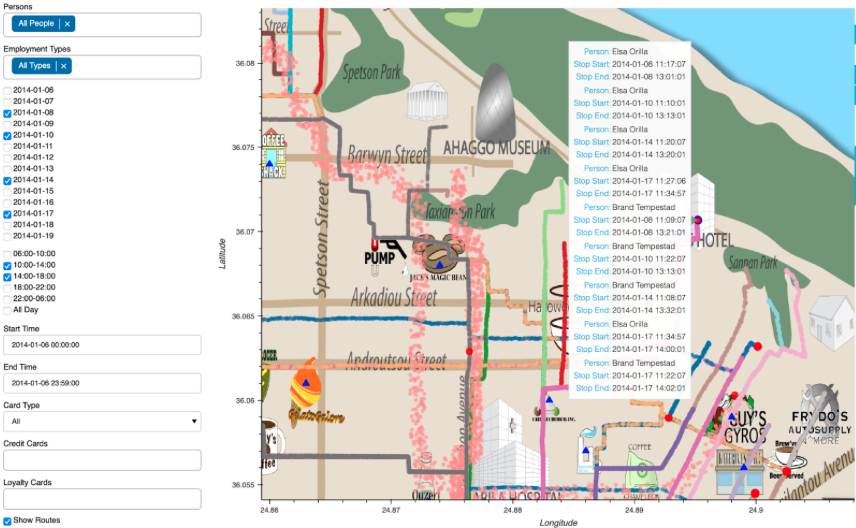 Persons
All People ×
Employment Types
All Types ×
2014-01-06
2014-01-07
2014-01-08
2014-01-09
2014-01-10
2014-01-11
2014-01-12
2014-01-13
2014-01-14
2014-01-15
2014-01-16
2014-01-17
2014-01-18
2014-01-19
06:00-10:00
10:00-14:00
14:00-18:00
18:00-22:00
22:00-06:00
All Day
Start Time
2014-01-06 00:00:00
End Time
2014-01-06 23:59:00
Card Type
All
Credit Cards
Loyalty Cards
Show Routes
Latitude
36.08
36.075
36.07
36.065
36.06
36.055
24.86
24.87
24.88
24.9
Longitude
Street
Spetson Park
AHAGGO MUSEUM
Barwyn Street
Spetson Street
Park
PUMP
JACK'S MAGIC BEAN
Arkadiou Street
Androutsou Street
Avenue
HOSPITAL
Ouzeri
HOTEL
Sannan Park
COFFEE
GUY'S
GYROS
FRYDO'S
AUTOSUPPLY
MORE
Brew've
Been Served
Person: Elsa Orilla
Stop Start: 2014-01-08 11:17:07
Stop End: 2014-01-08 13:01:01
Person: Elsa Orilla
Stop Start: 2014-01-10 11:10:01
Stop End: 2014-01-10 13:13:01
Person: Elsa Orilla
Stop Start: 2014-01-14 11:20:07
Stop End: 2014-01-14 13:20:01
Person: Elsa Orilla
Stop Start: 2014-01-17 11:27:06
Stop End: 2014-01-17 11:34:57
Person: Brand Tempestad
Stop Start: 2014-01-08 11:09:07
Stop End: 2014-01-08 13:21:01
Person: Brand Tempestad
Stop Start: 2014-01-10 11:22:07
Stop End: 2014-01-10 13:13:01
Person: Brand Tempestad
Stop Start: 2014-01-14 11:08:07
Stop End: 2014-01-14 13:32:01
Person: Elsa Orilla
Stop Start: 2014-01-17 11:34:57
Stop End: 2014-01-17 14:00:01
Person: Brand Tempestad
Stop Start: 2014-01-17 11:22:07
Stop End: 2014-01-17 14:02:01